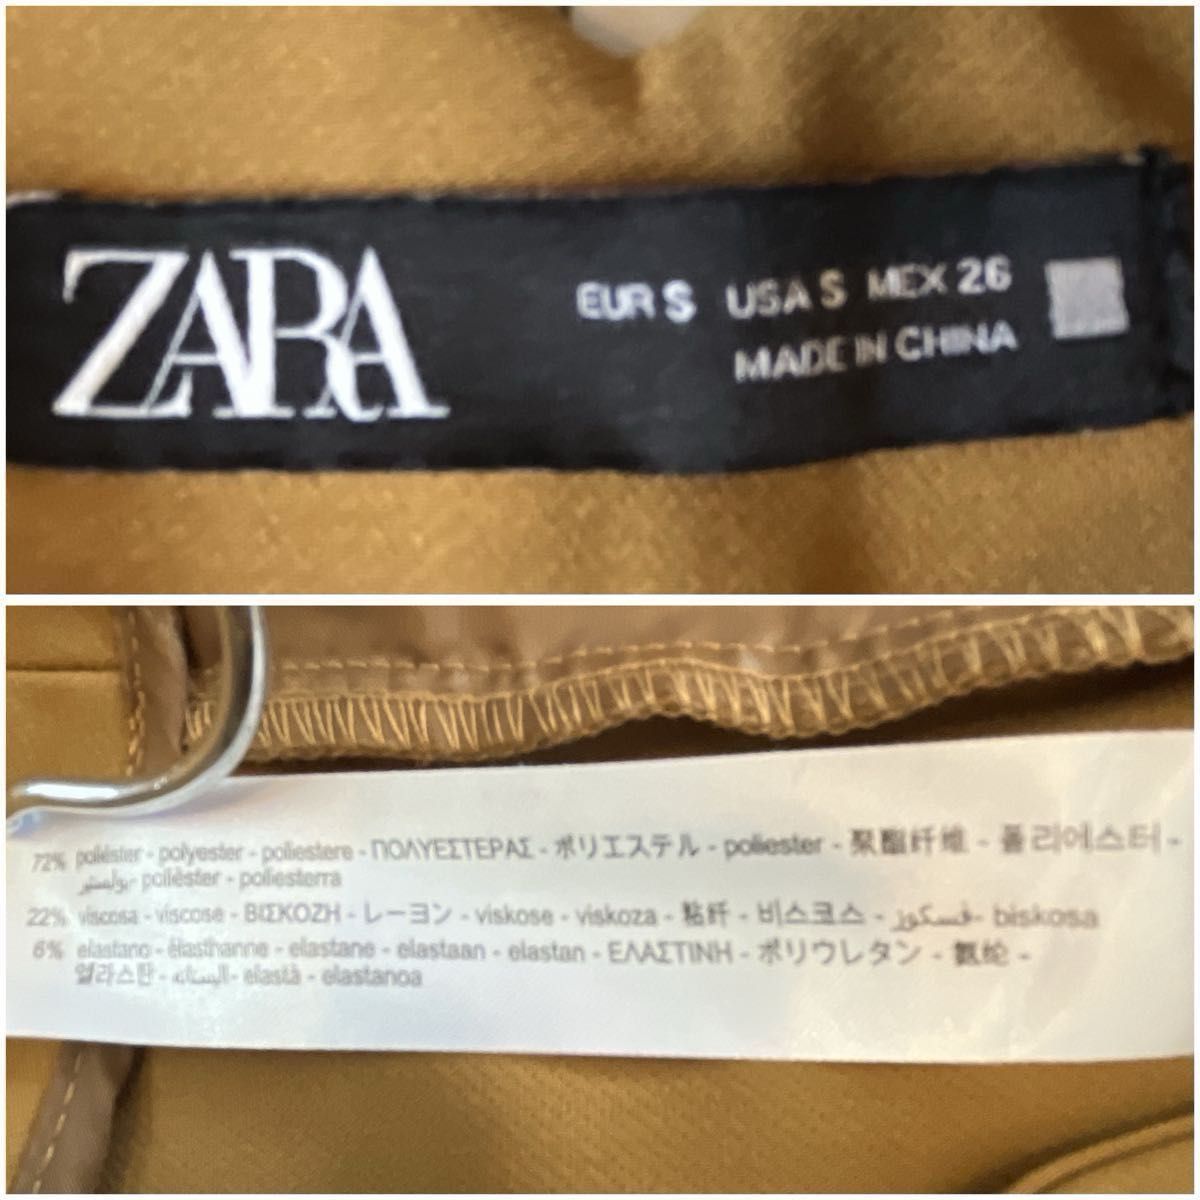 ZARA
EUR S USA S MEX 26
MADE IN CHINA
72% poliéster - polyester - poliestere - ΠΟΛΥΕΣΤΕΡΑΣ - ポリエステル - poliester - 聚酯纤维 - 폴리에스터 -
بوليستر - polièster - poliesterra
22% viscosa - viscose - ΒΙΣΚΟΖΗ - レーヨン - viskose - viskoza - 粘纤 - 비스코스 - فسكوز - biskosa
6% elastano - élasthanne - elastane - elastaan - elastan - ΕΛΑΣΤΙΝΗ - ポリウレタン - 氨纶 -
엘라스탄 - elastà - elastanoa